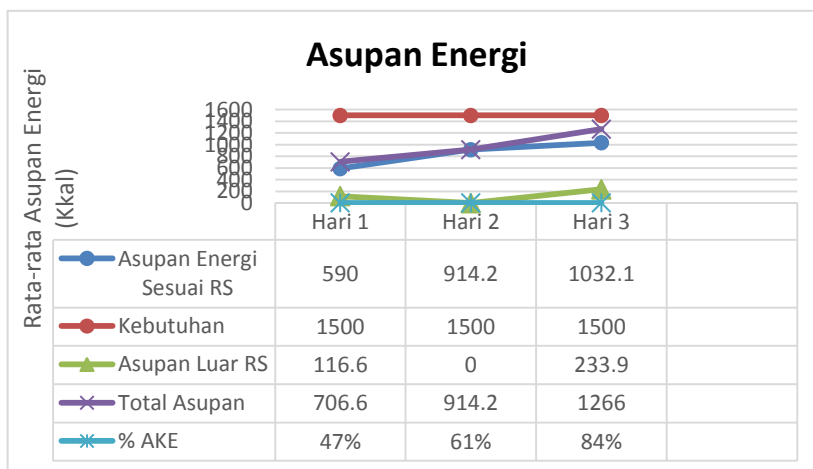 Asupan Energi
Rata-rata Asupan Energi
(Kkal)
1600
1400
1200
1000
800
600
400
200
0
Hari 1 Hari 2 Hari 3
Asupan Energi
Sesuai RS 590 914.2 1032.1
Kebutuhan 1500 1500 1500
Asupan Luar RS 116.6 0 233.9
Total Asupan 706.6 914.2 1266
% AKE 47% 61% 84%